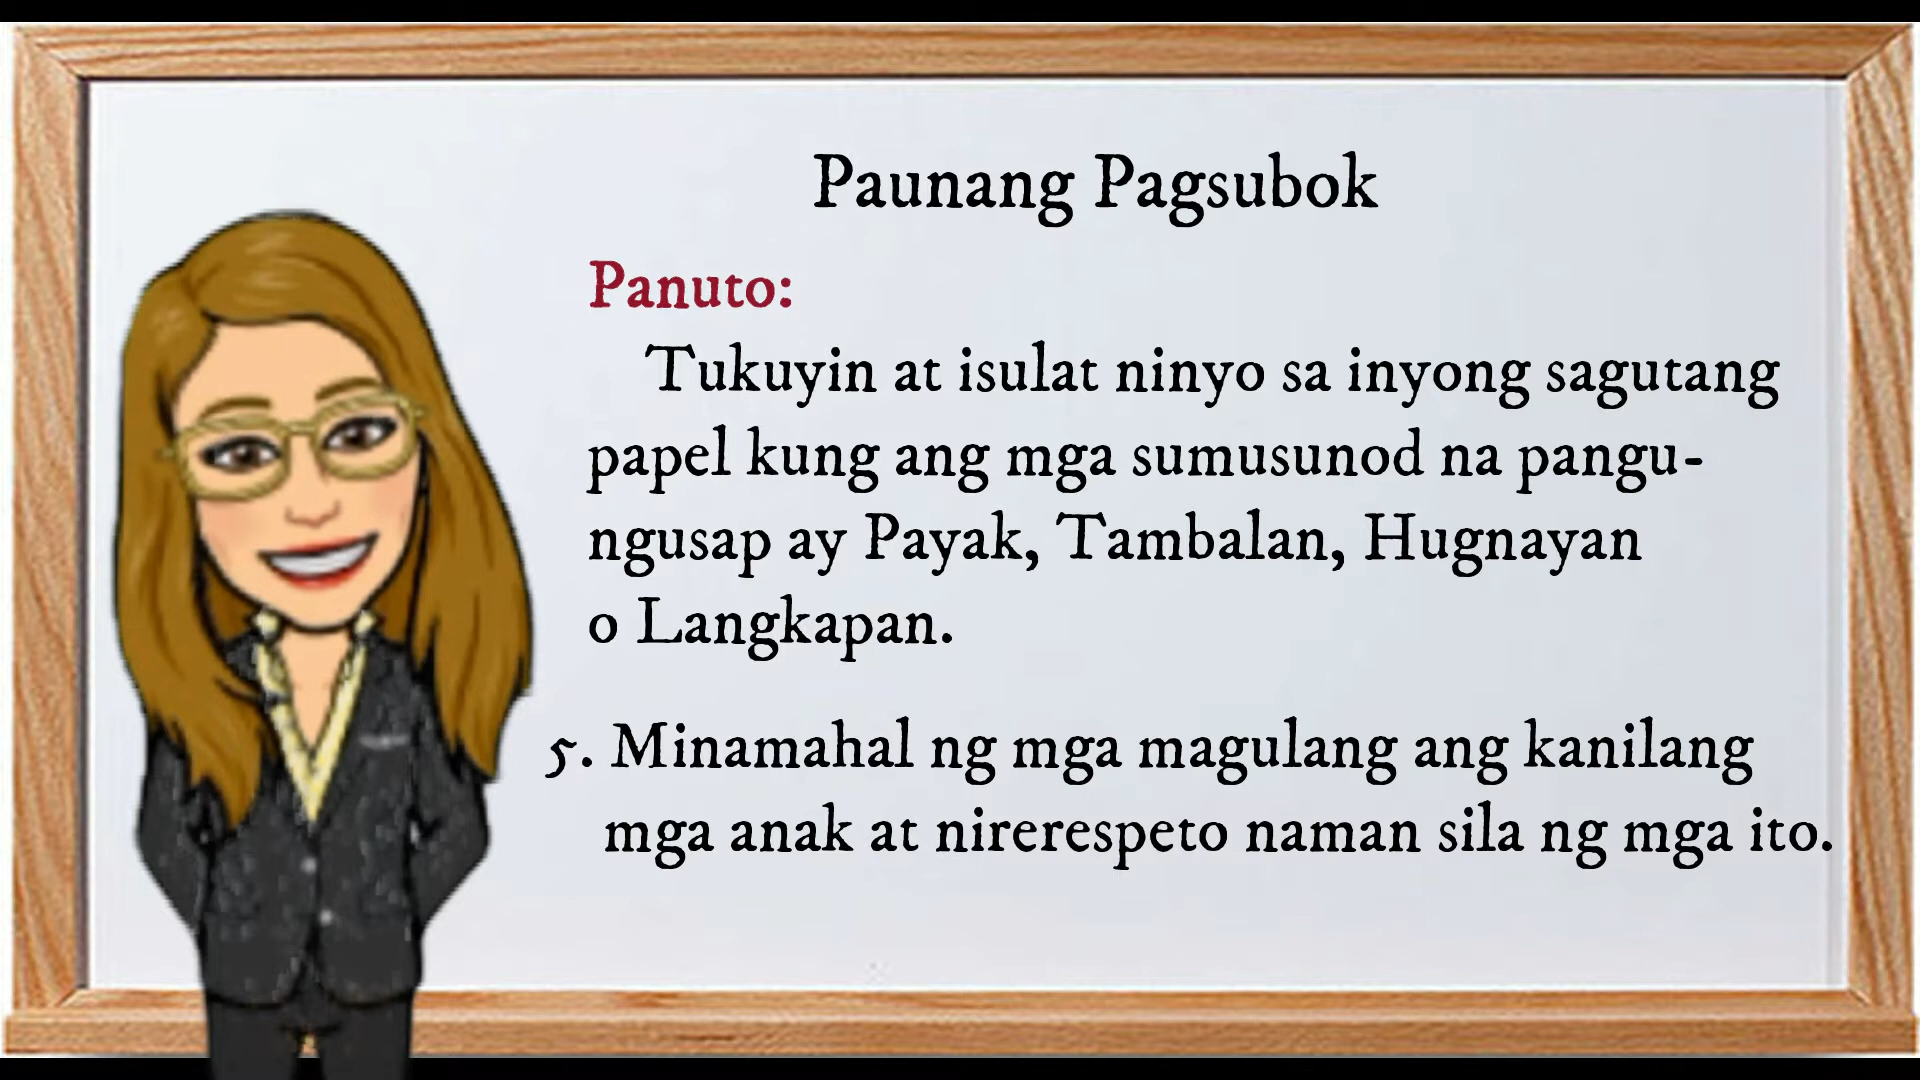 Paunang Pagsubok
Panuto:
Tukuyin at isulat ninyo sa inyong sagutang
papel kung ang mga sumusunod na pangu-
ngusap ay Payak, Tambalan, Hugnayan
o Langkapan.
5. Minamahal ng mga magulang ang kanilang
mga anak at nirerespeto naman sila ng mga ito.